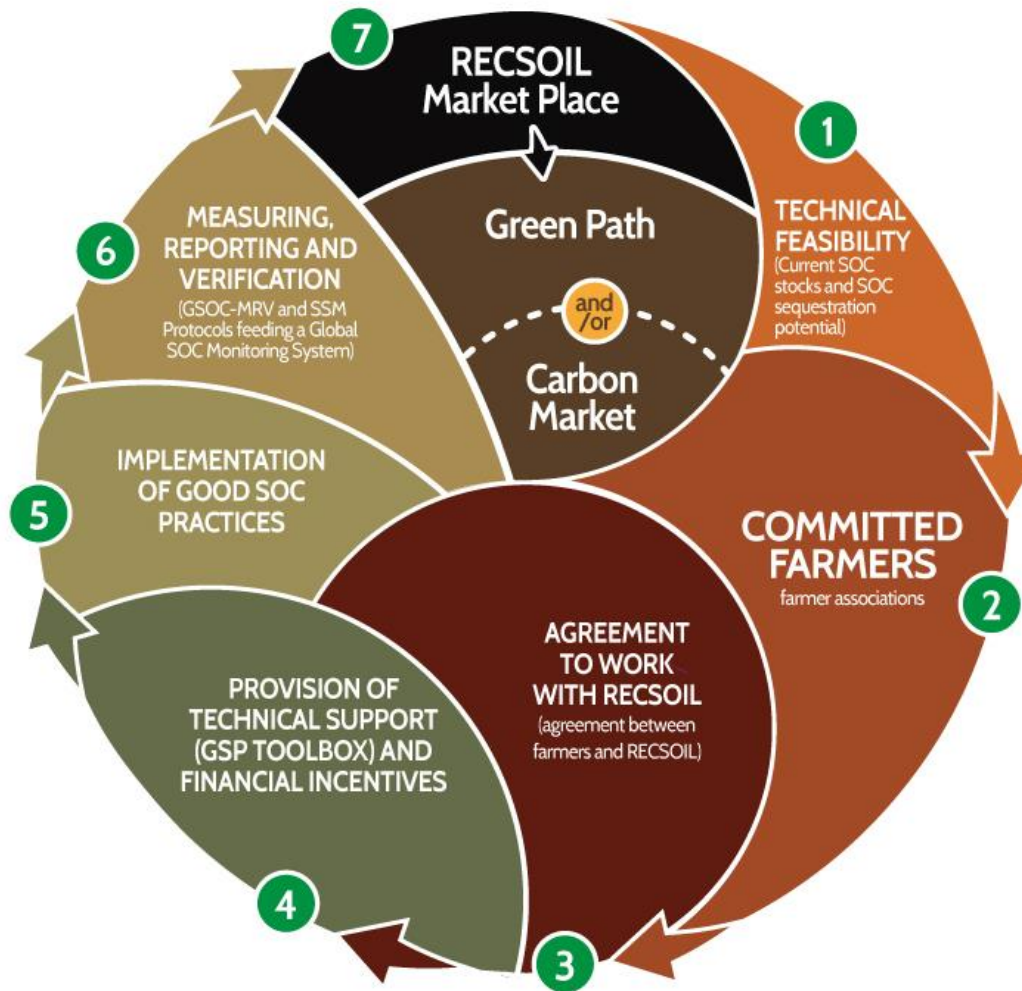 7
RECSOIL
Market Place
Green Path
and
/or
Carbon
Market
1
TECHNICAL
FEASIBILITY
(Current SOC
stocks and SOC
sequestration
potential)
2
COMMITTED
FARMERS
farmer associations
3
AGREEMENT
TO WORK
WITH RECSOIL
(agreement between
farmers and RECSOIL)
4
PROVISION OF
TECHNICAL SUPPORT
(GSP TOOLBOX) AND
FINANCIAL INCENTIVES
5
IMPLEMENTATION
OF GOOD SOC
PRACTICES
6
MEASURING,
REPORTING AND
VERIFICATION
(GSOC-MRV and SSM
Protocols feeding a Global
SOC Monitoring System)